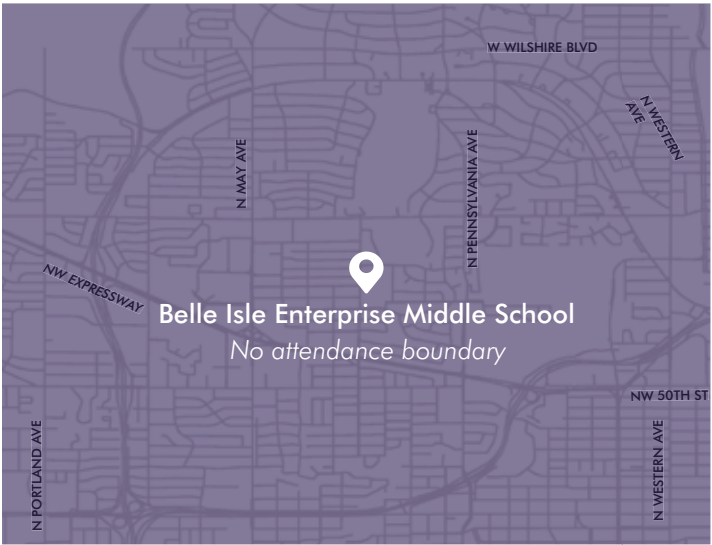 W WILSHIRE BLVD
N WESTERN
AVE
N MAY AVE
N PENNSYLVANIA AVE
NW EXPRESSWAY
Belle Isle Enterprise Middle School
No attendance boundary
NW 50TH ST
N PORTLAND AVE
N WESTERN AVE